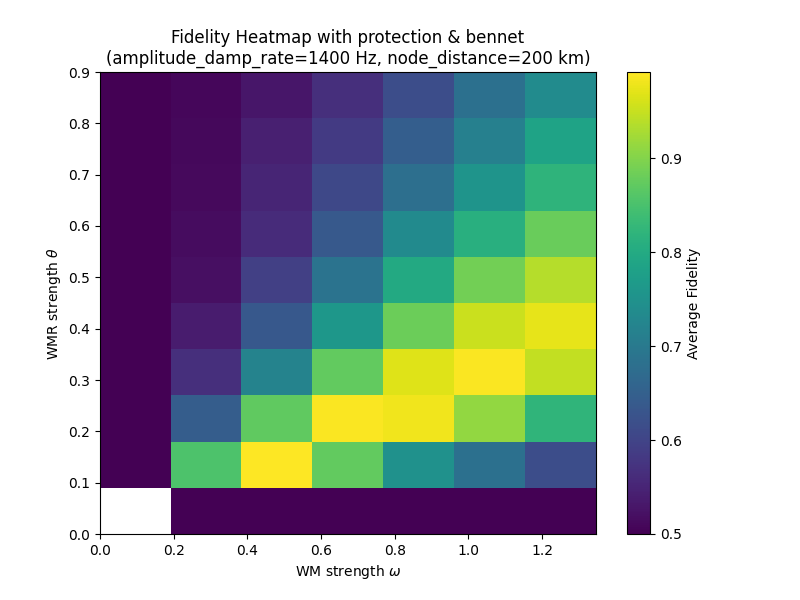 Fidelity Heatmap with protection & bennet
(amplitude_damp_rate=1400 Hz, node_distance=200 km)
0.9
0.8
0.7
0.6
0.5
0.4
0.3
0.2
0.1
0.0
WMR strength θ
0.0 0.2 0.4 0.6 0.8 1.0 1.2
WM strength ω
0.9
0.8
0.7
0.6
0.5
Average Fidelity